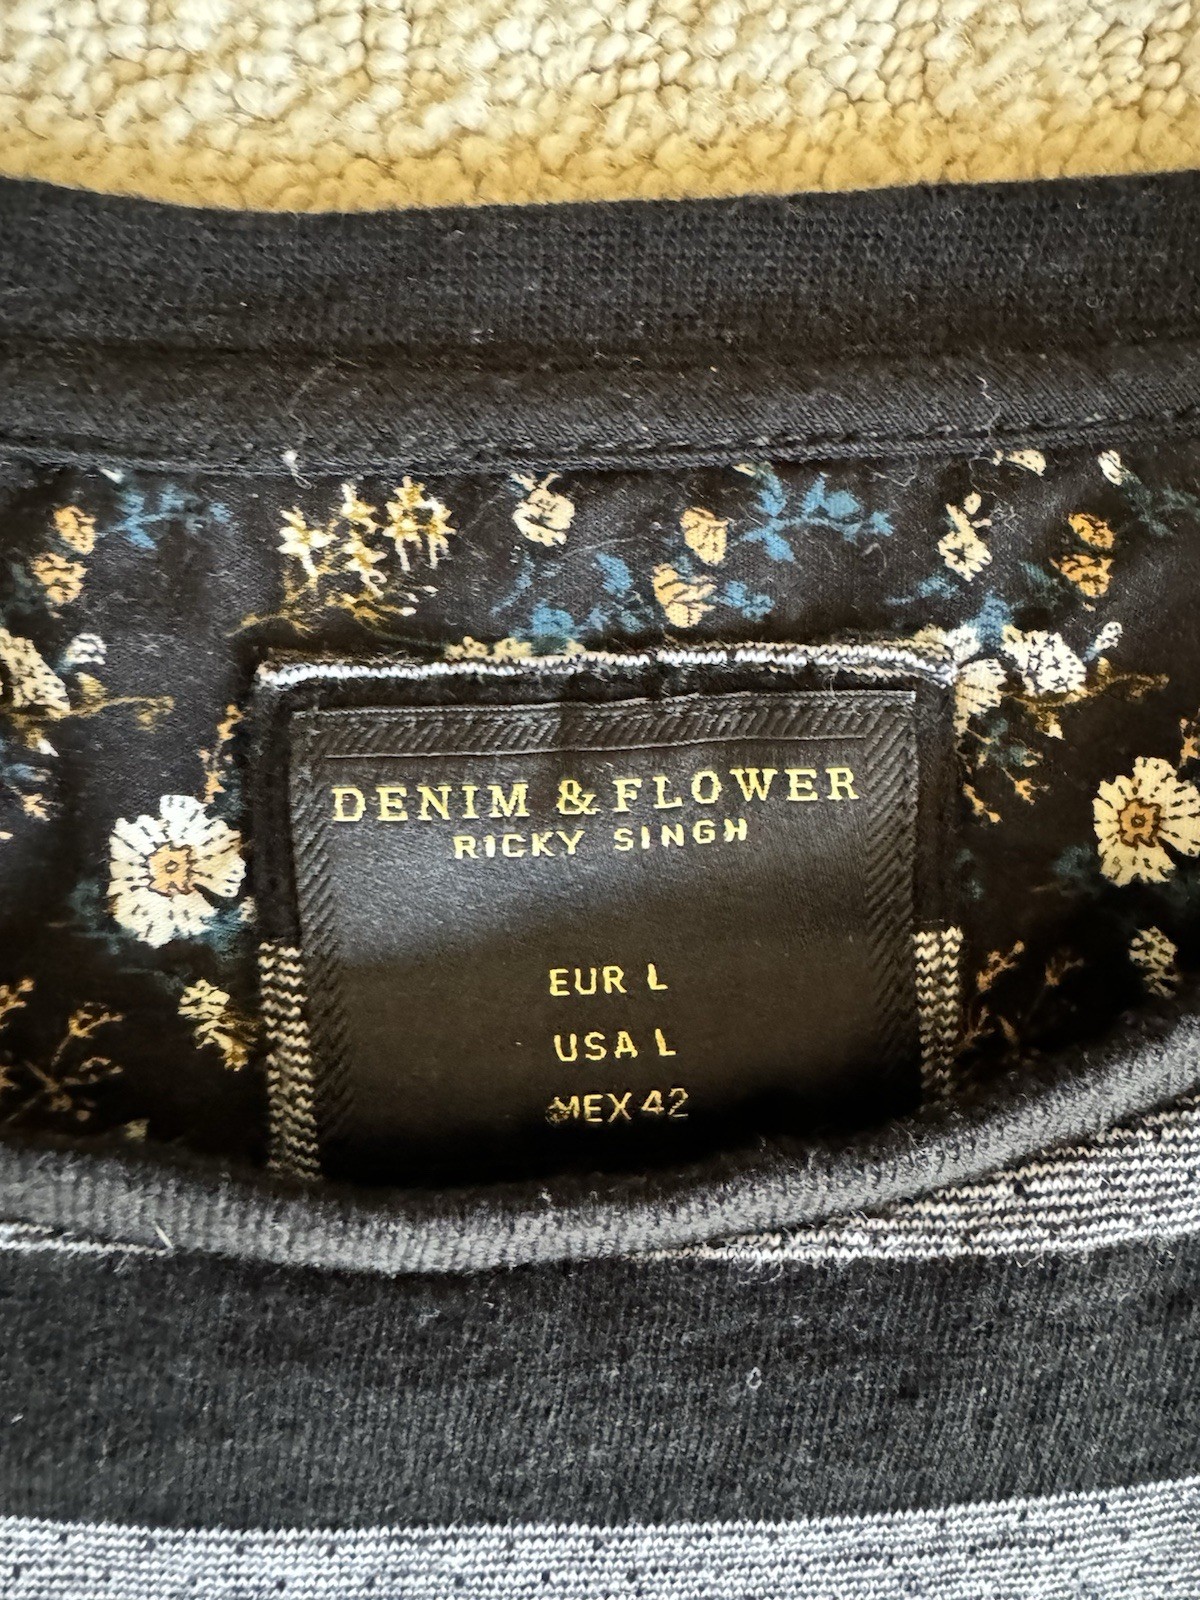 DENIM & FLOWER
RICKY SINGH
EUR L
USA L
MEX 42